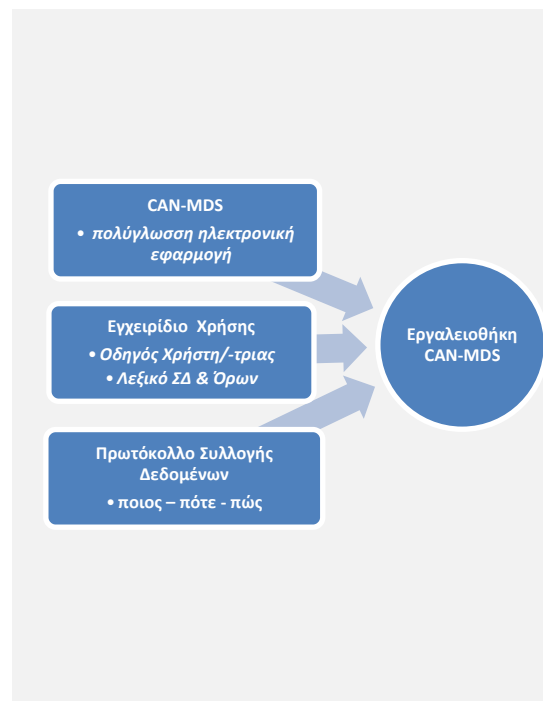 CAN-MDS
• πολύγλωσση ηλεκτρονική
εφαρμογή
Εγχειρίδιο Χρήσης
• Οδηγός Χρήστη/-τριας
• Λεξικό ΣΔ & Όρων
Πρωτόκολλο Συλλογής
Δεδομένων
• ποιος – πότε - πώς
Εργαλειοθήκη
CAN-MDS